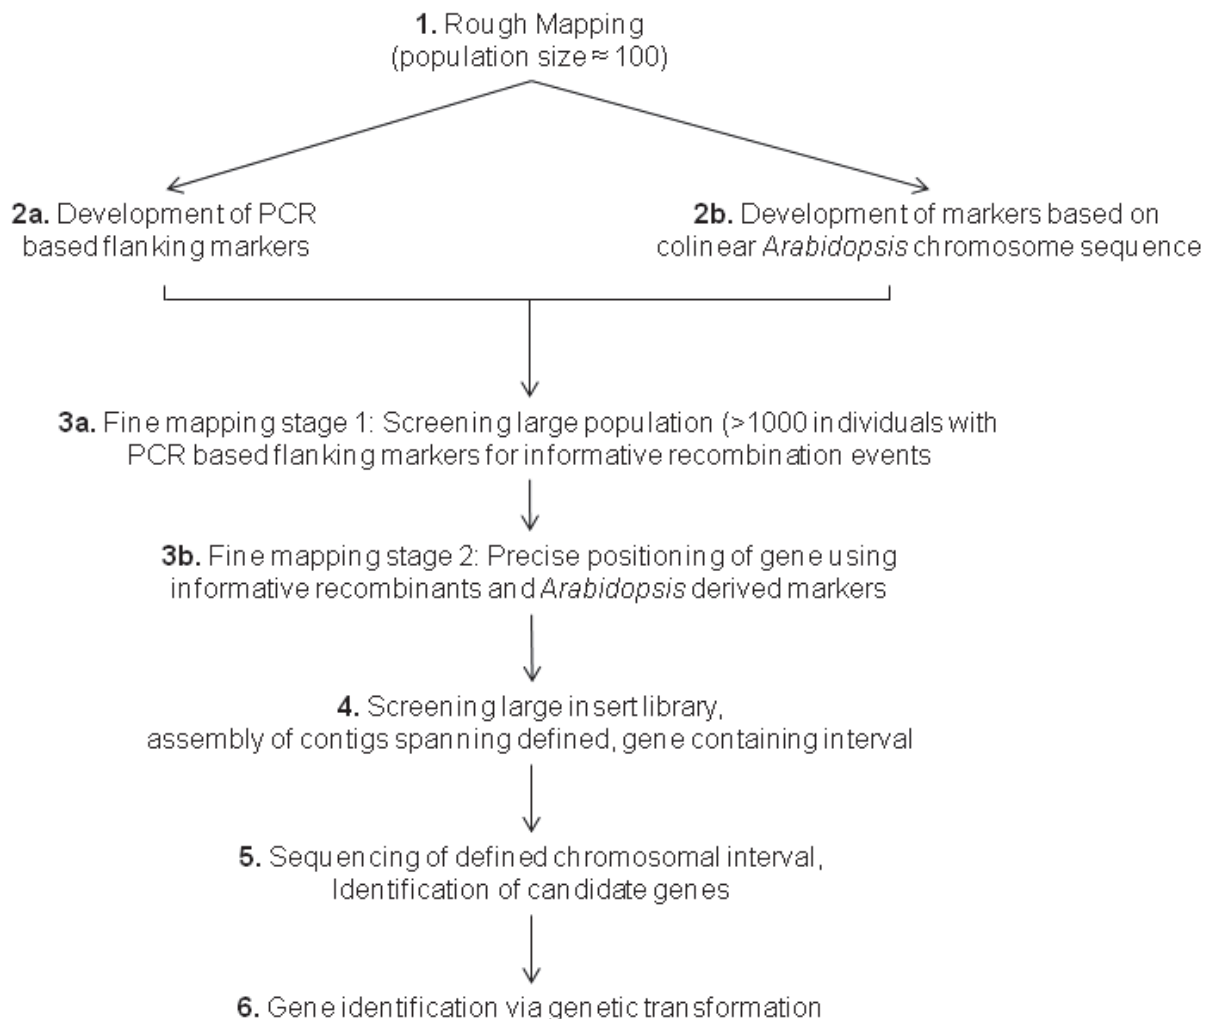 1. Rough Mapping
(population size ≈ 100)
2a. Development of PCR
based flanking markers
2b. Development of markers based on
colinear Arabidopsis chromosome sequence
3a. Fine mapping stage 1: Screening large population (>1000 individuals with
PCR based flanking markers for informative recombination events
3b. Fine mapping stage 2: Precise positioning of gene using
informative recombinants and Arabidopsis derived markers
4. Screening large insert library,
assembly of contigs spanning defined, gene containing interval
5. Sequencing of defined chromosomal interval,
Identification of candidate genes
6. Gene identification via genetic transformation